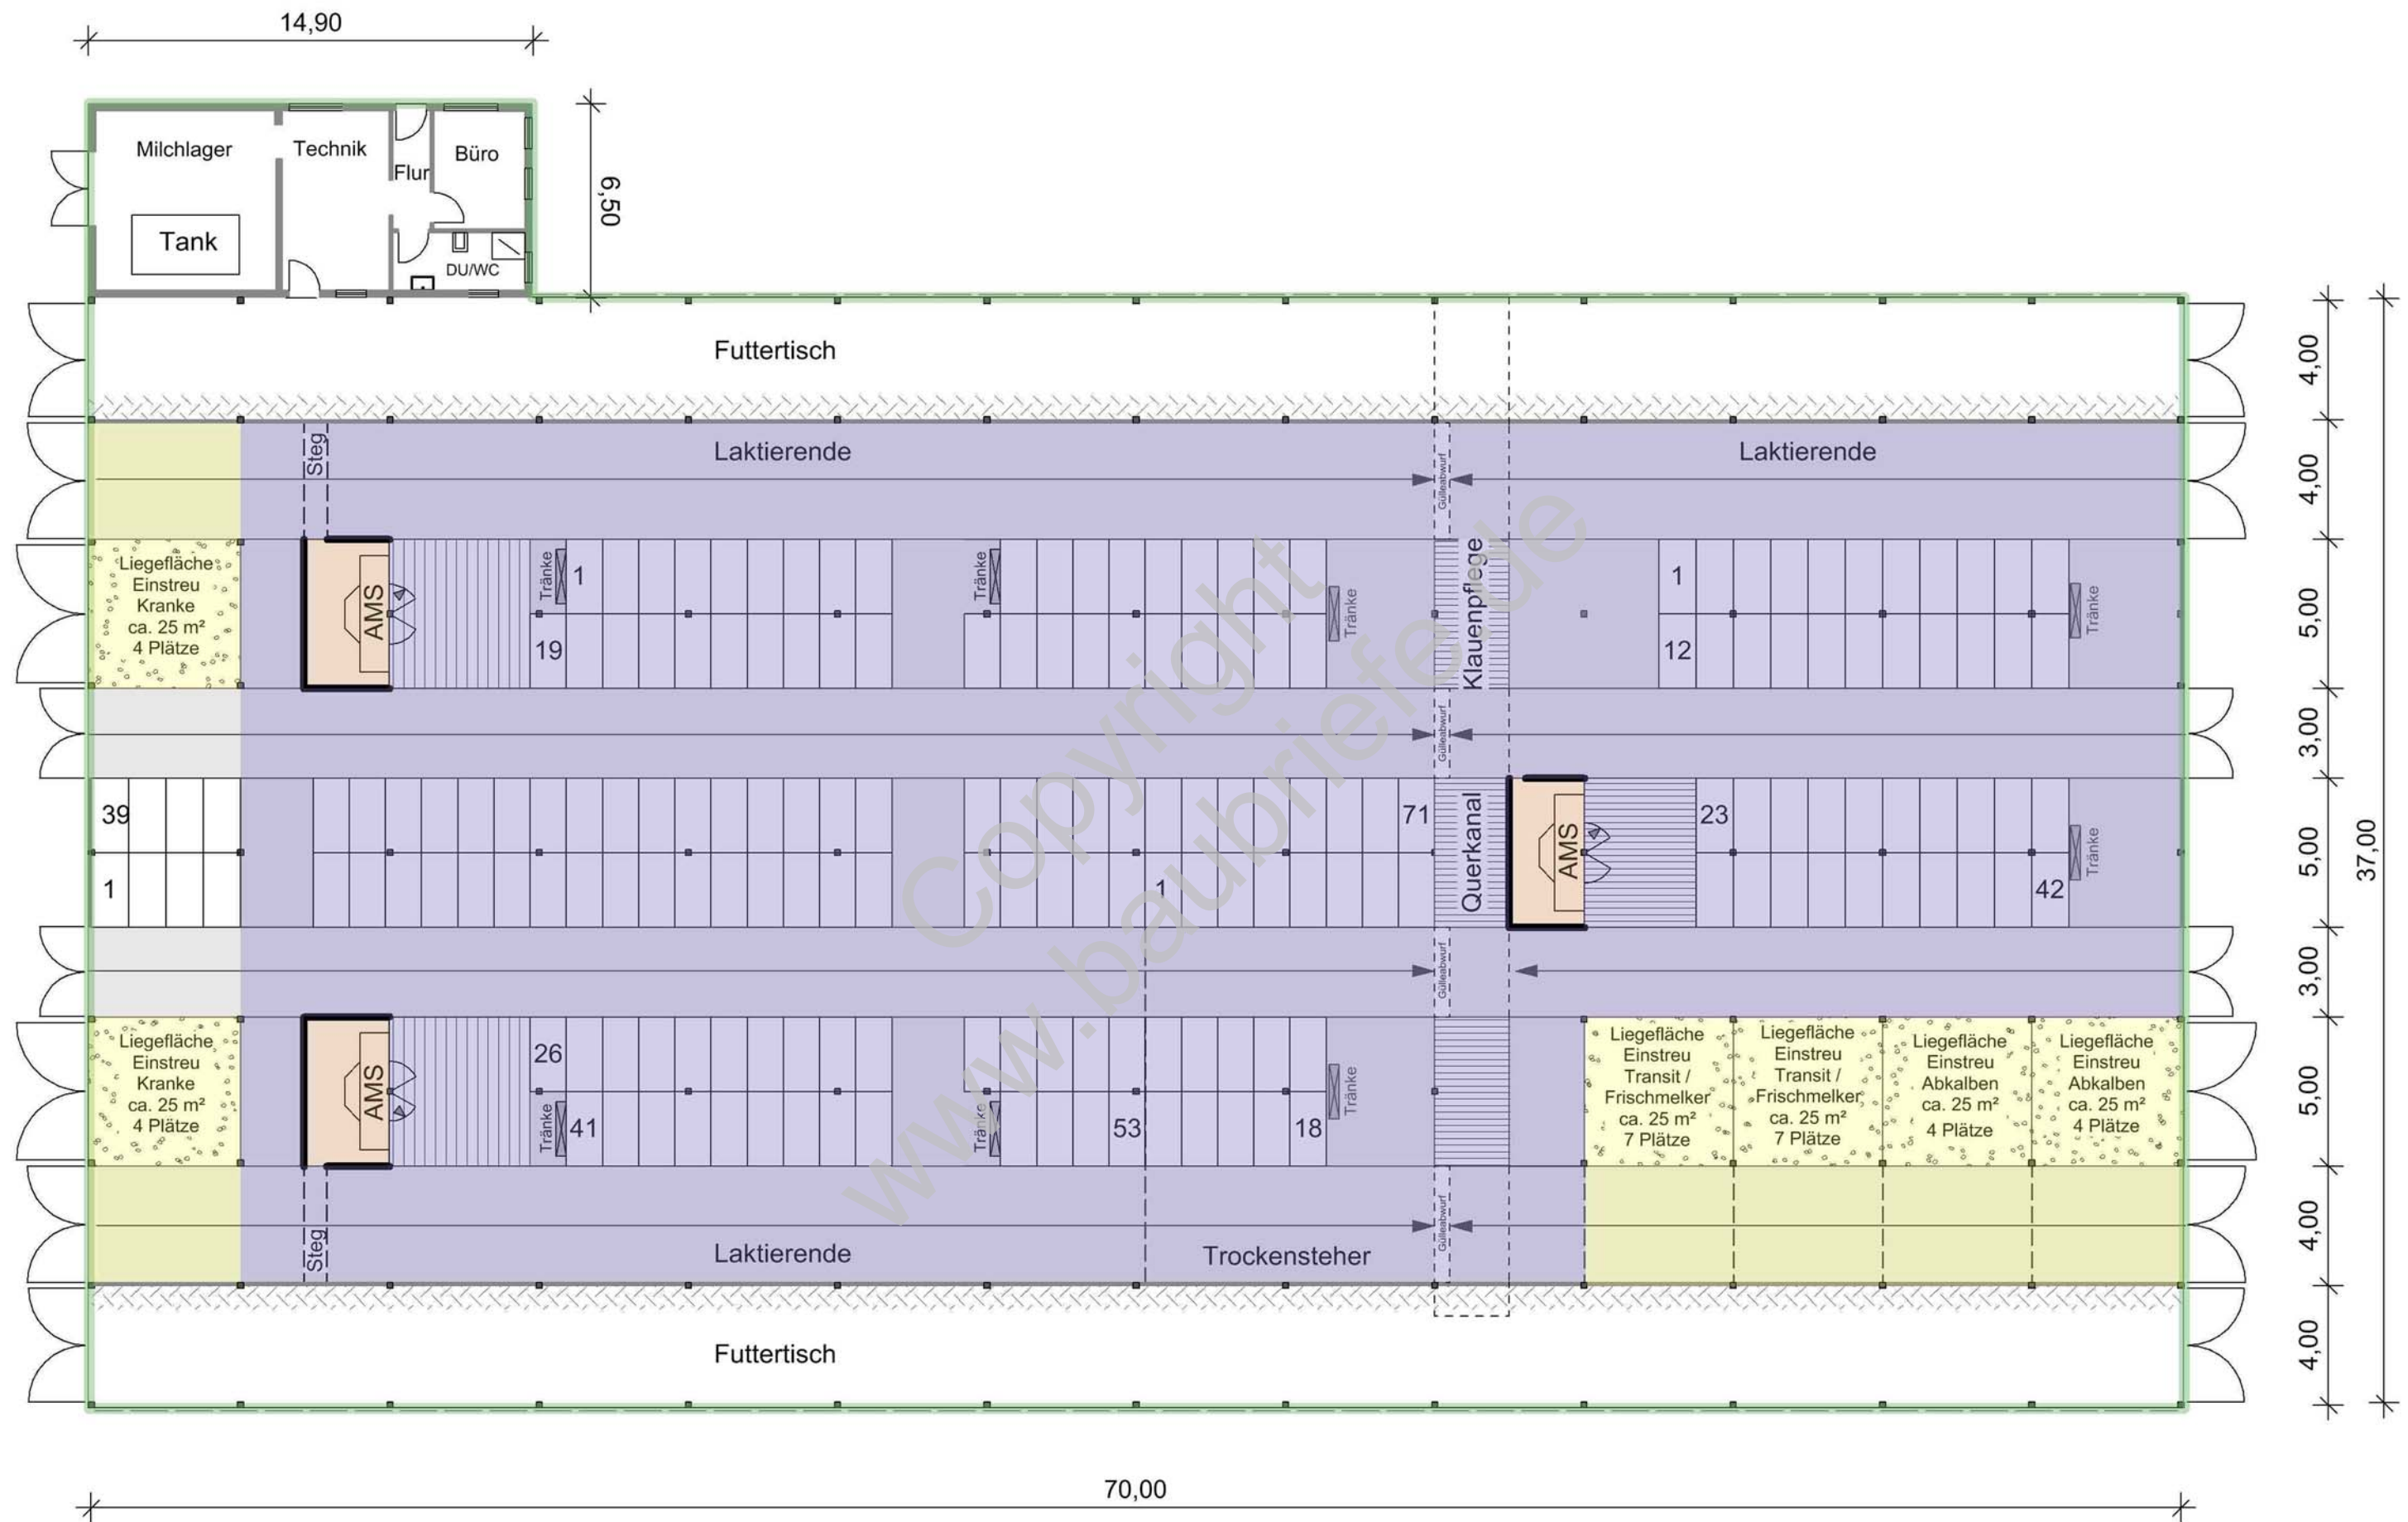 14,90
Milchlager
Technik
Flur
Büro
Tank
DU/WC
6,50
Futtertisch
4,00
Steg
Laktierende
Gülleabwurf
Laktierende
4,00
Liegefläche
Einstreu
Kranke
ca. 25 m²
4 Plätze
AMS
Tränke
1
19
Tränke
Tränke
Klauenpflege
1
12
Tränke
5,00
Gülleabwurf
3,00
39
1
1
71
Querkanal
AMS
23
42
Tränke
5,00
37,00
Gülleabwurf
3,00
Liegefläche
Einstreu
Kranke
ca. 25 m²
4 Plätze
AMS
26
Tränke
41
Tränke
53
18
Tränke
Liegefläche
Einstreu
Transit /
Frischmelker
ca. 25 m²
7 Plätze
Liegefläche
Einstreu
Transit /
Frischmelker
ca. 25 m²
7 Plätze
Liegefläche
Einstreu
Abkalben
ca. 25 m²
4 Plätze
Liegefläche
Einstreu
Abkalben
ca. 25 m²
4 Plätze
5,00
Steg
Laktierende
Trockensteher
Gülleabwurf
4,00
Futtertisch
4,00
70,00
Copyright
www.baubriefe.de